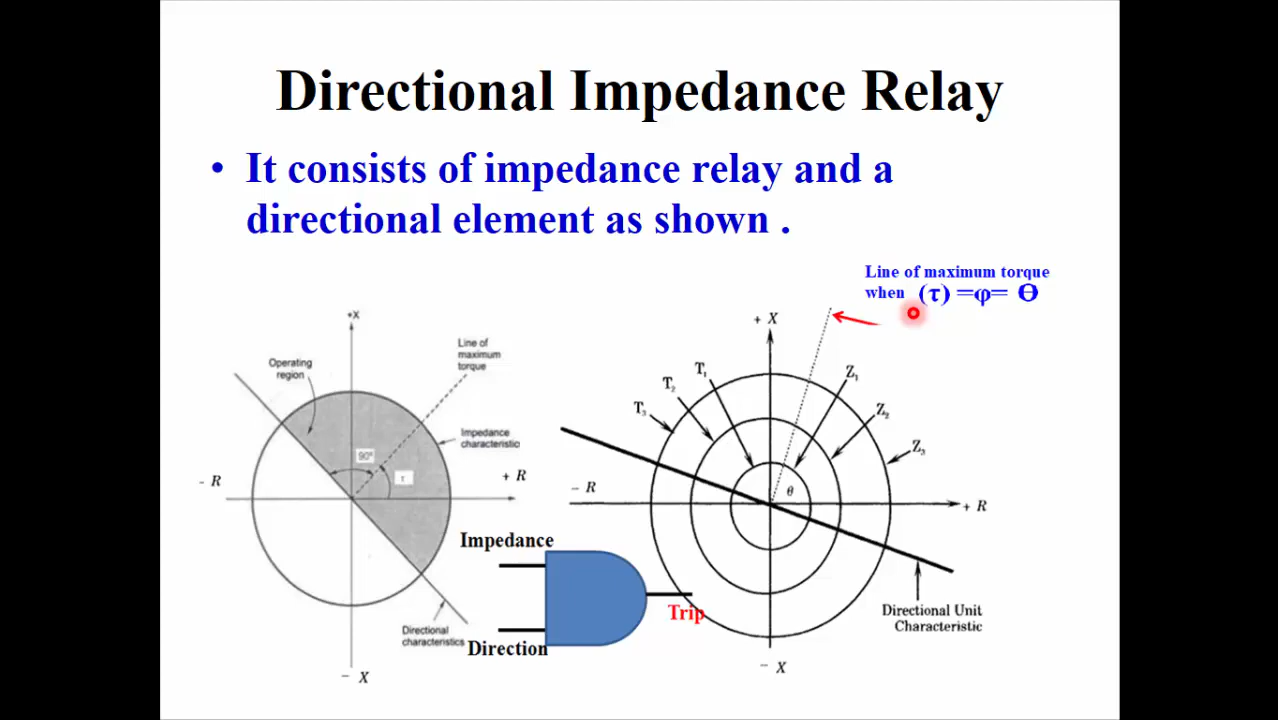 Directional Impedance Relay
• It consists of impedance relay and a
directional element as shown .
Line of maximum torque
when (τ) =φ= Ө
+X
Operating
region
Line of
maximum
torque
Impedance
characteristic
90°
τ
- R
+ R
Directional
characteristics
- X
Impedance
Direction
Trip
+ X
T1
T2
T3
Z1
Z2
Z3
θ
- R
+ R
Directional Unit
Characteristic
- X